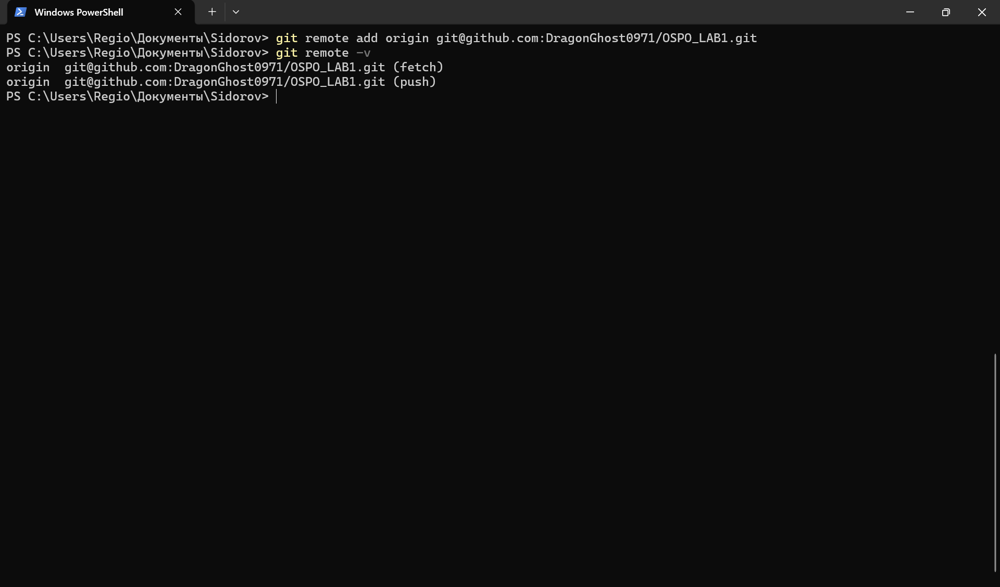 Windows PowerShell
PS C:\Users\Regio\Документы\Sidorov> git remote add origin git@github.com:DragonGhost0971/OSPO_LAB1.git
PS C:\Users\Regio\Документы\Sidorov> git remote -v
origin  git@github.com:DragonGhost0971/OSPO_LAB1.git (fetch)
origin  git@github.com:DragonGhost0971/OSPO_LAB1.git (push)
PS C:\Users\Regio\Документы\Sidorov>